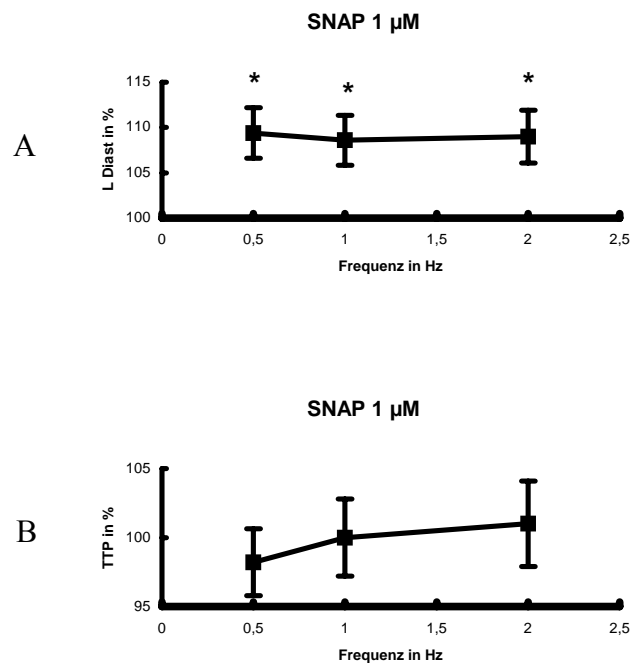 SNAP 1 µM
A
L Diast in %
115
* * *
110
105
100
0 0,5 1 1,5 2 2,5
Frequenz in Hz
SNAP 1 µM
B
TTP in %
105
100
95
0 0,5 1 1,5 2 2,5
Frequenz in Hz